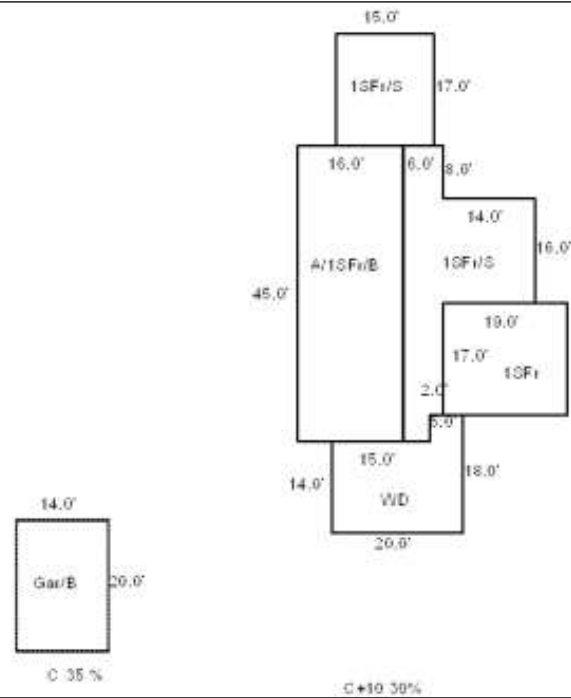 15.0'
1SFr/S
17.0'
16.0'
6.0'
8.0'
14.0'
A/1SFr/B
1SFr/S
16.0'
45.0'
19.0'
17.0'
1SFr
2.0'
5.0'
15.0'
14.0'
18.0'
WD
20.0'
14.0'
Gar/B
20.0'
C 35 %
C+10 30%